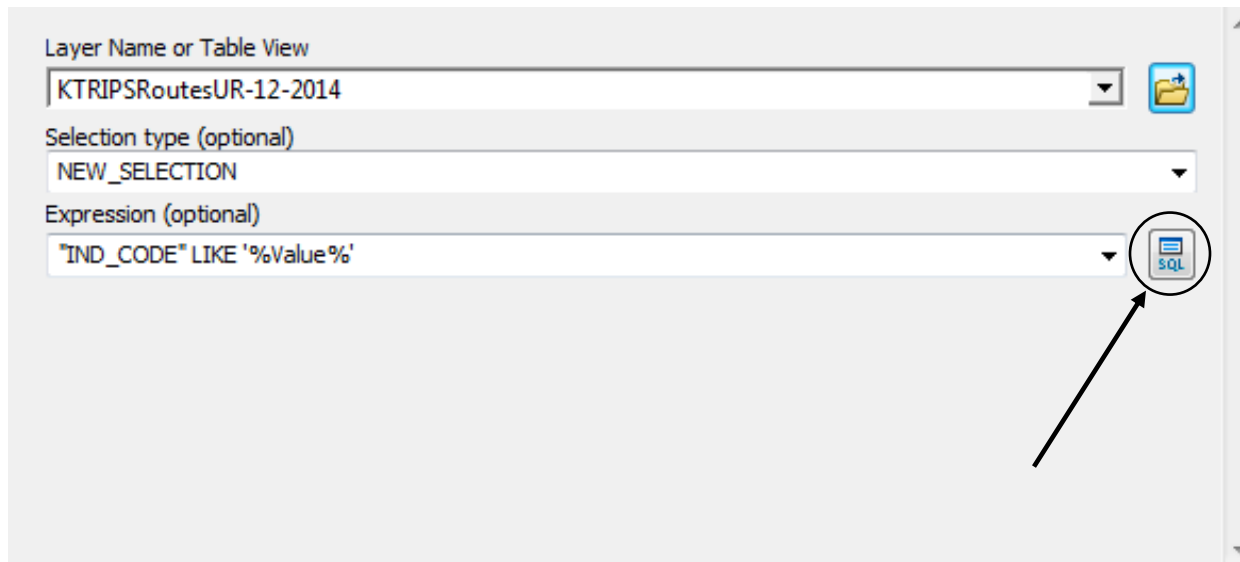 Layer Name or Table View
KTRIPSRoutesUR-12-2014
Selection type (optional)
NEW_SELECTION
Expression (optional)
"IND_CODE" LIKE '%Value%'
SQL